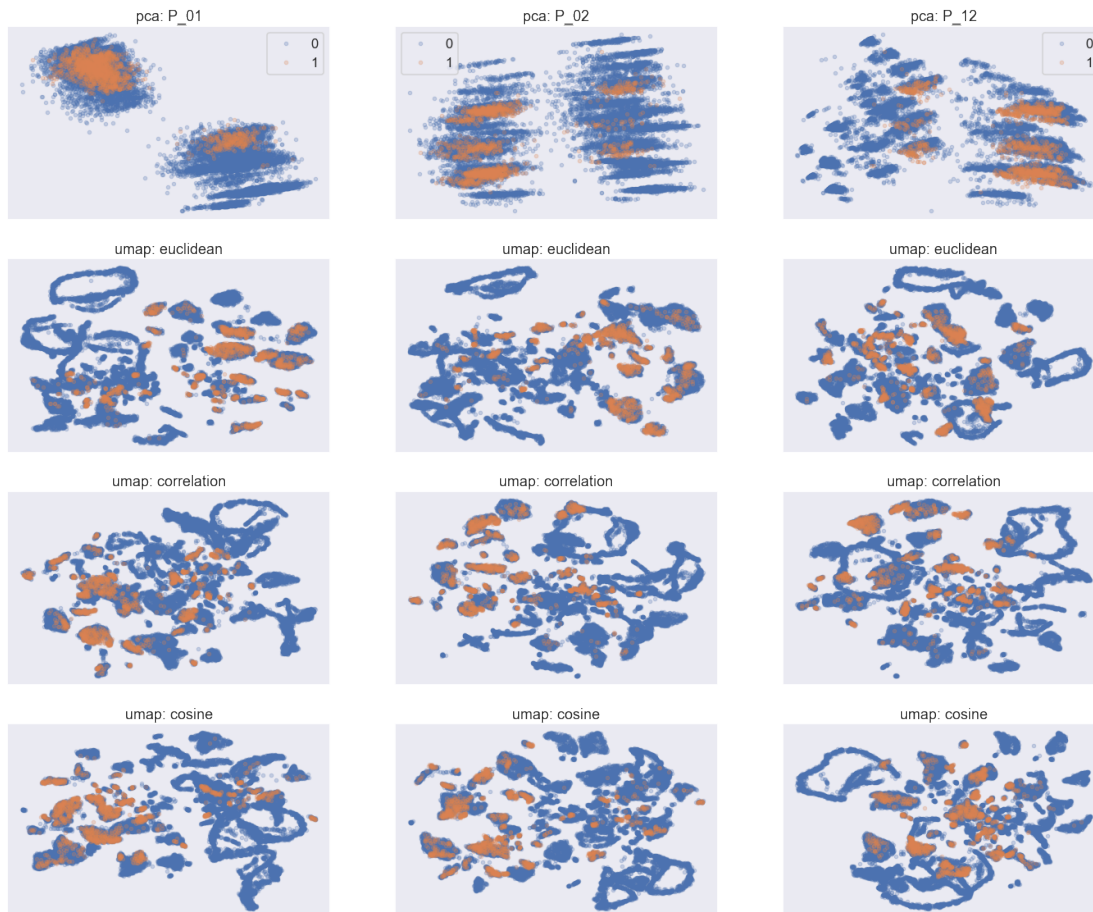 pca: P_01
0
1
pca: P_02
0
1
pca: P_12
0
1
umap: euclidean
umap: euclidean
umap: euclidean
umap: correlation
umap: correlation
umap: correlation
umap: cosine
umap: cosine
umap: cosine